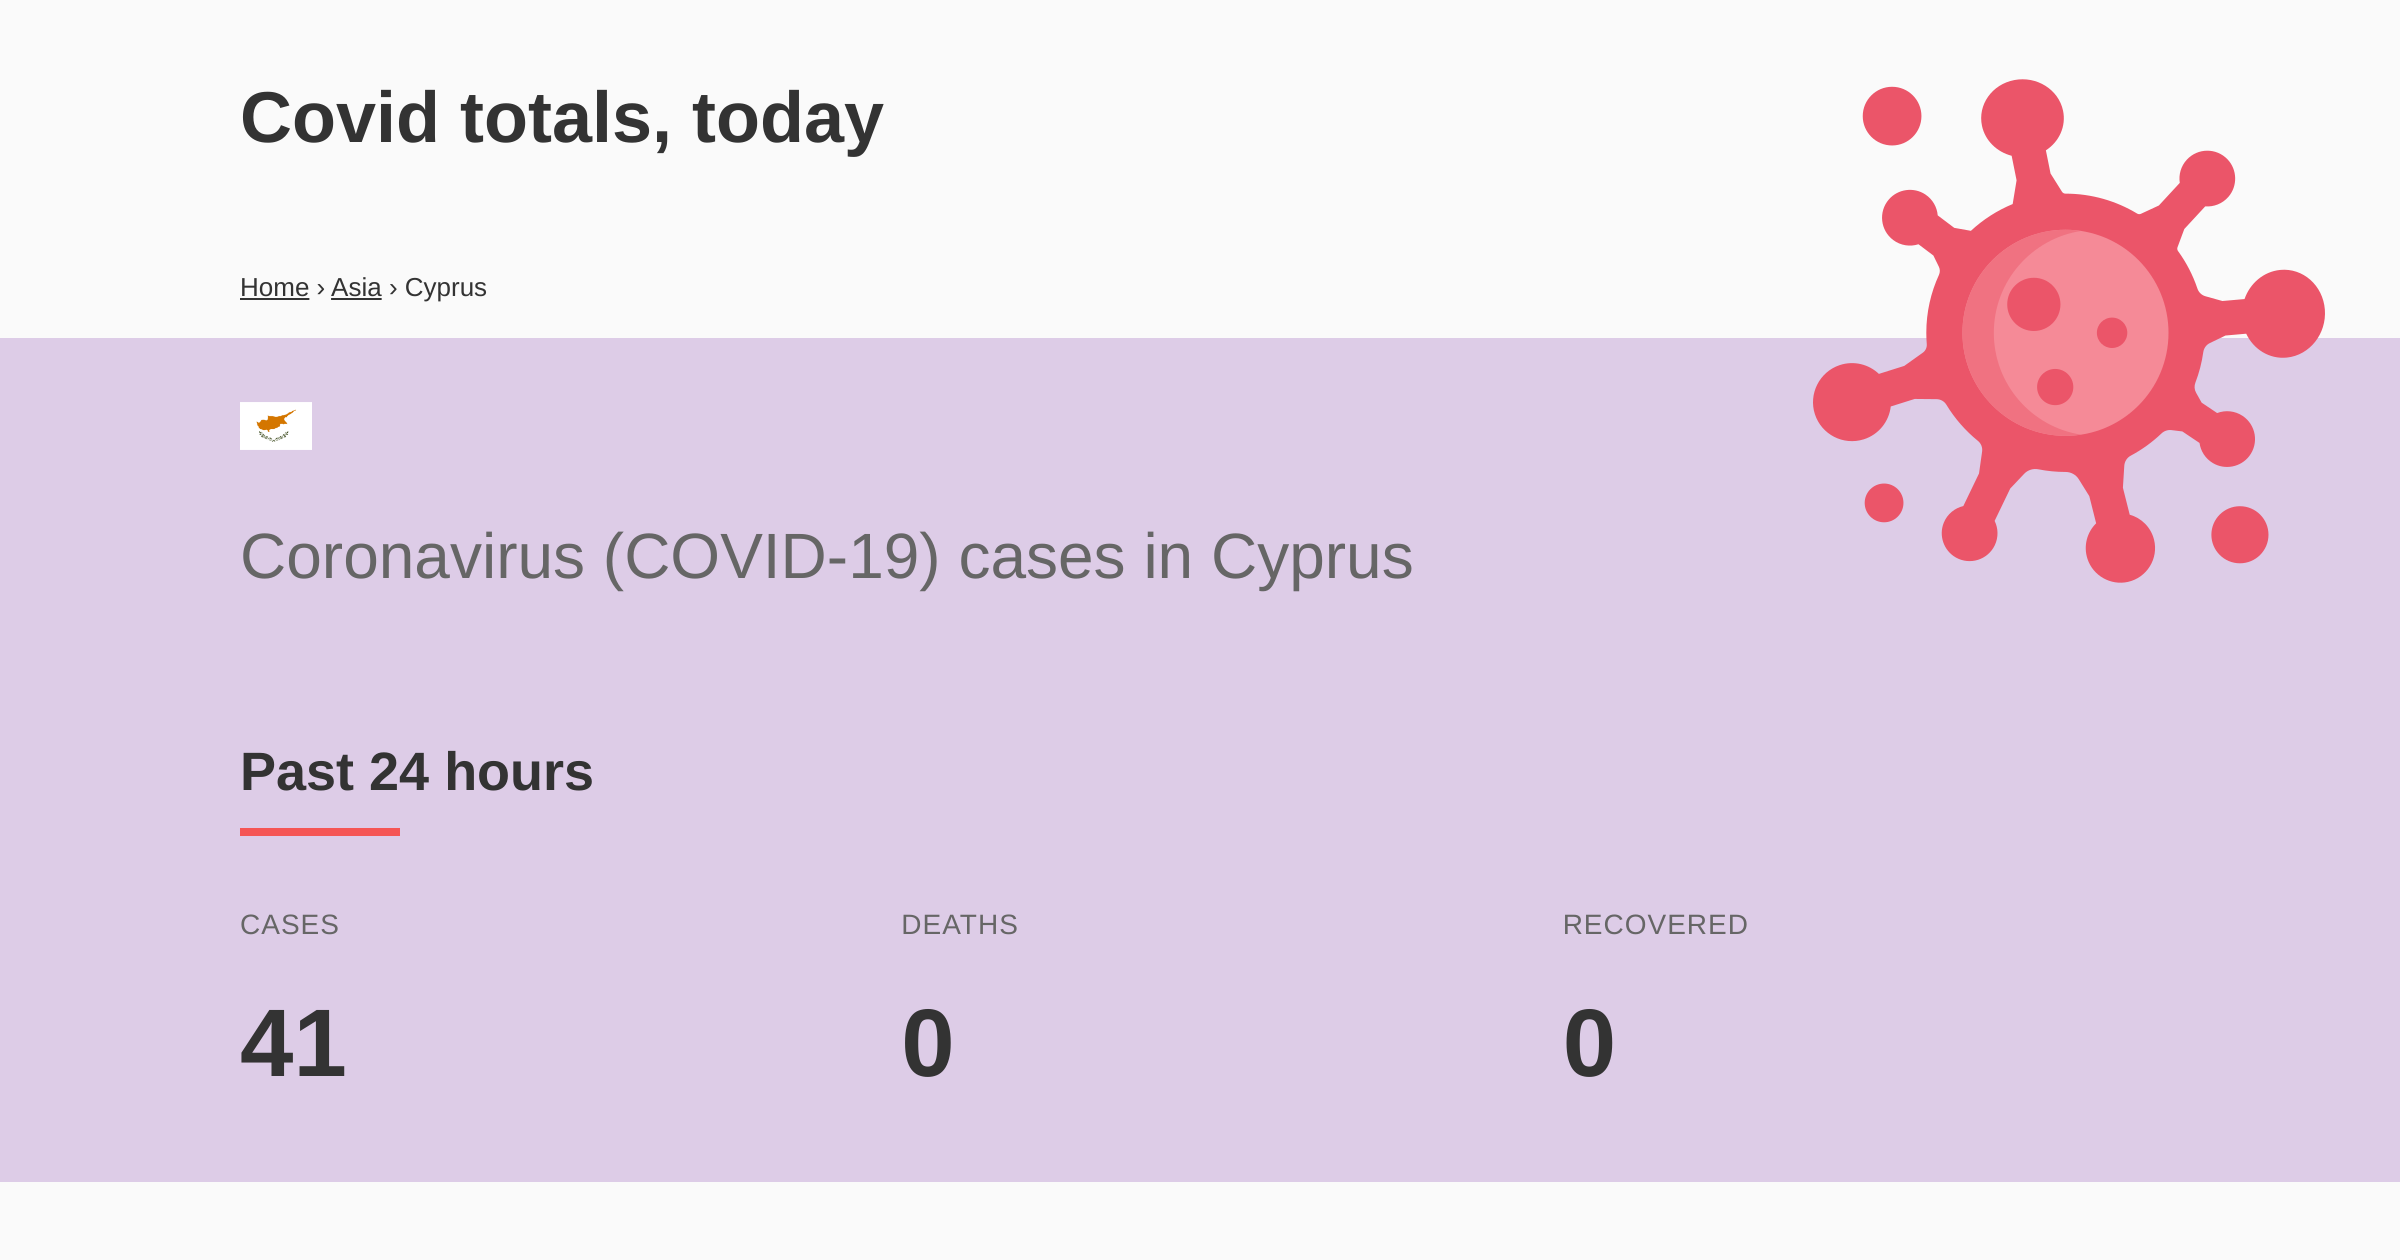 Covid totals, today
Home › Asia › Cyprus
Coronavirus (COVID-19) cases in Cyprus
Past 24 hours
CASES DEATHS RECOVERED
41 0 0